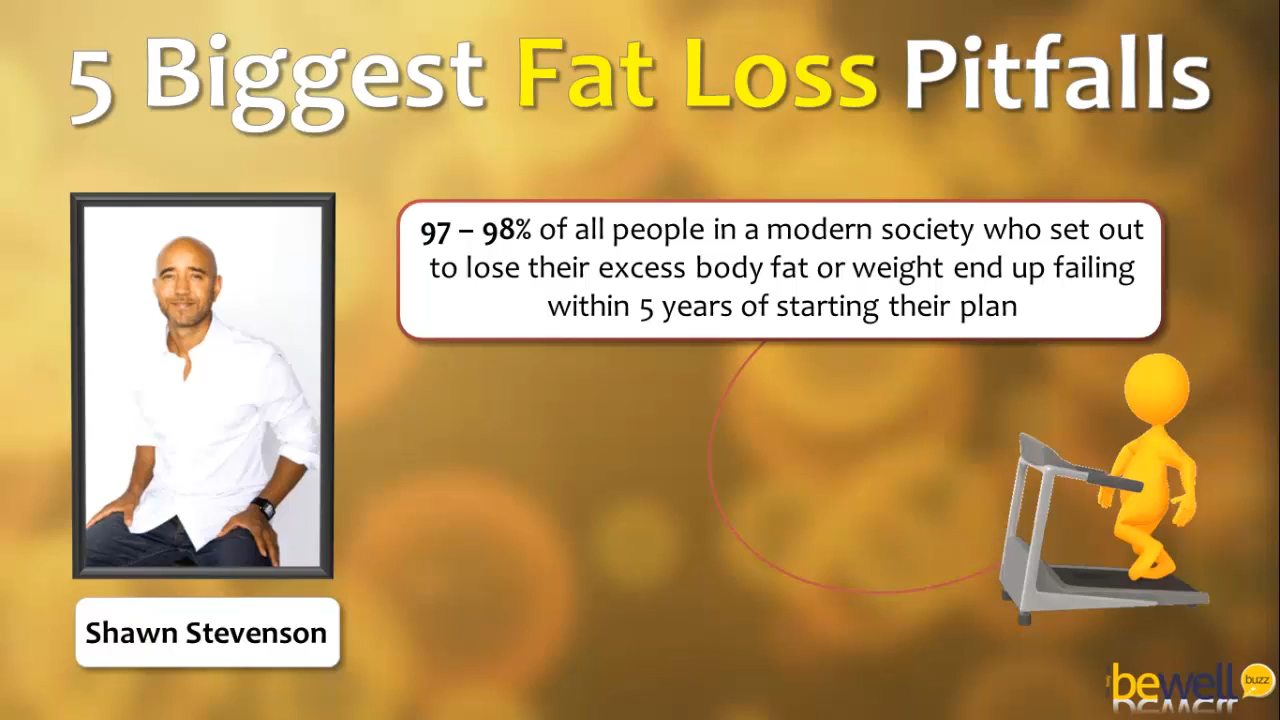 5 Biggest Fat Loss Pitfalls
97 – 98% of all people in a modern society who set out
to lose their excess body fat or weight end up failing
within 5 years of starting their plan
Shawn Stevenson
bewell buzz